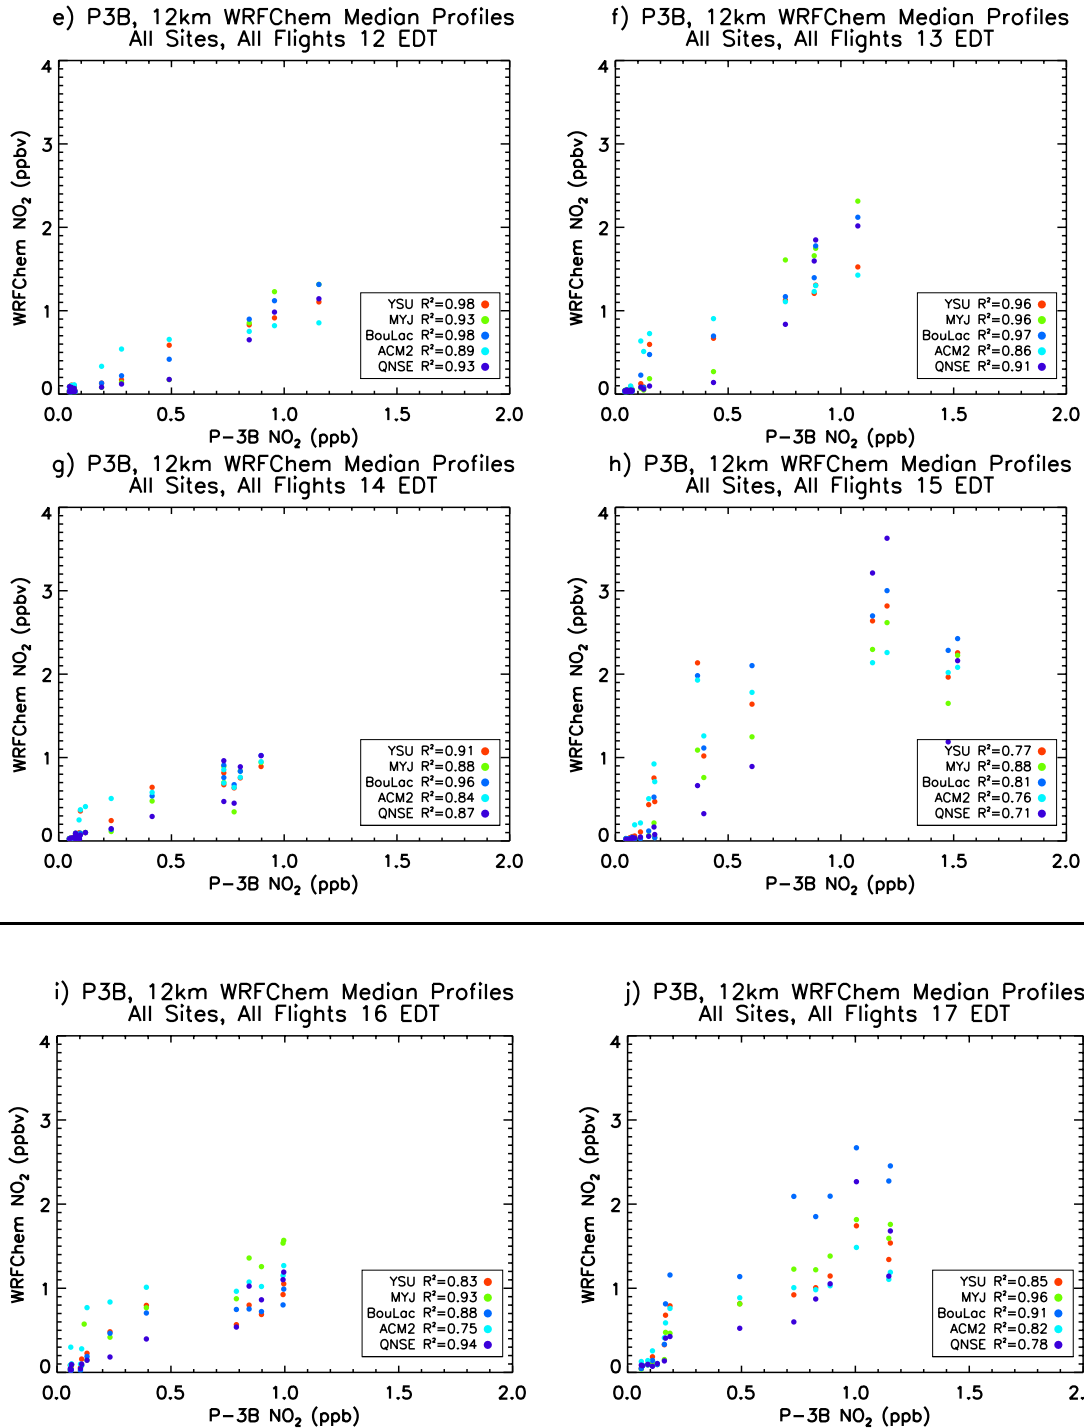 e) P3B, 12km WRFChem Median Profiles
All Sites, All Flights 12 EDT
WRFChem NO₂ (ppbv)
4
3
2
1
0
YSU R²=0.98
MYJ R²=0.93
BouLac R²=0.98
ACM2 R²=0.89
QNSE R²=0.93
0.0 0.5 1.0 1.5 2.0
P-3B NO₂ (ppb)
f) P3B, 12km WRFChem Median Profiles
All Sites, All Flights 13 EDT
WRFChem NO₂ (ppbv)
4
3
2
1
0
YSU R²=0.96
MYJ R²=0.96
BouLac R²=0.97
ACM2 R²=0.86
QNSE R²=0.91
0.0 0.5 1.0 1.5 2.0
P-3B NO₂ (ppb)
g) P3B, 12km WRFChem Median Profiles
All Sites, All Flights 14 EDT
WRFChem NO₂ (ppbv)
4
3
2
1
0
YSU R²=0.91
MYJ R²=0.88
BouLac R²=0.96
ACM2 R²=0.84
QNSE R²=0.87
0.0 0.5 1.0 1.5 2.0
P-3B NO₂ (ppb)
h) P3B, 12km WRFChem Median Profiles
All Sites, All Flights 15 EDT
WRFChem NO₂ (ppbv)
4
3
2
1
0
YSU R²=0.77
MYJ R²=0.88
BouLac R²=0.81
ACM2 R²=0.76
QNSE R²=0.71
0.0 0.5 1.0 1.5 2.0
P-3B NO₂ (ppb)
i) P3B, 12km WRFChem Median Profiles
All Sites, All Flights 16 EDT
WRFChem NO₂ (ppbv)
4
3
2
1
0
YSU R²=0.83
MYJ R²=0.93
BouLac R²=0.88
ACM2 R²=0.75
QNSE R²=0.94
0.0 0.5 1.0 1.5 2.0
P-3B NO₂ (ppb)
j) P3B, 12km WRFChem Median Profiles
All Sites, All Flights 17 EDT
WRFChem NO₂ (ppbv)
4
3
2
1
0
YSU R²=0.85
MYJ R²=0.96
BouLac R²=0.91
ACM2 R²=0.82
QNSE R²=0.78
0.0 0.5 1.0 1.5 2.
P-3B NO₂ (ppb)